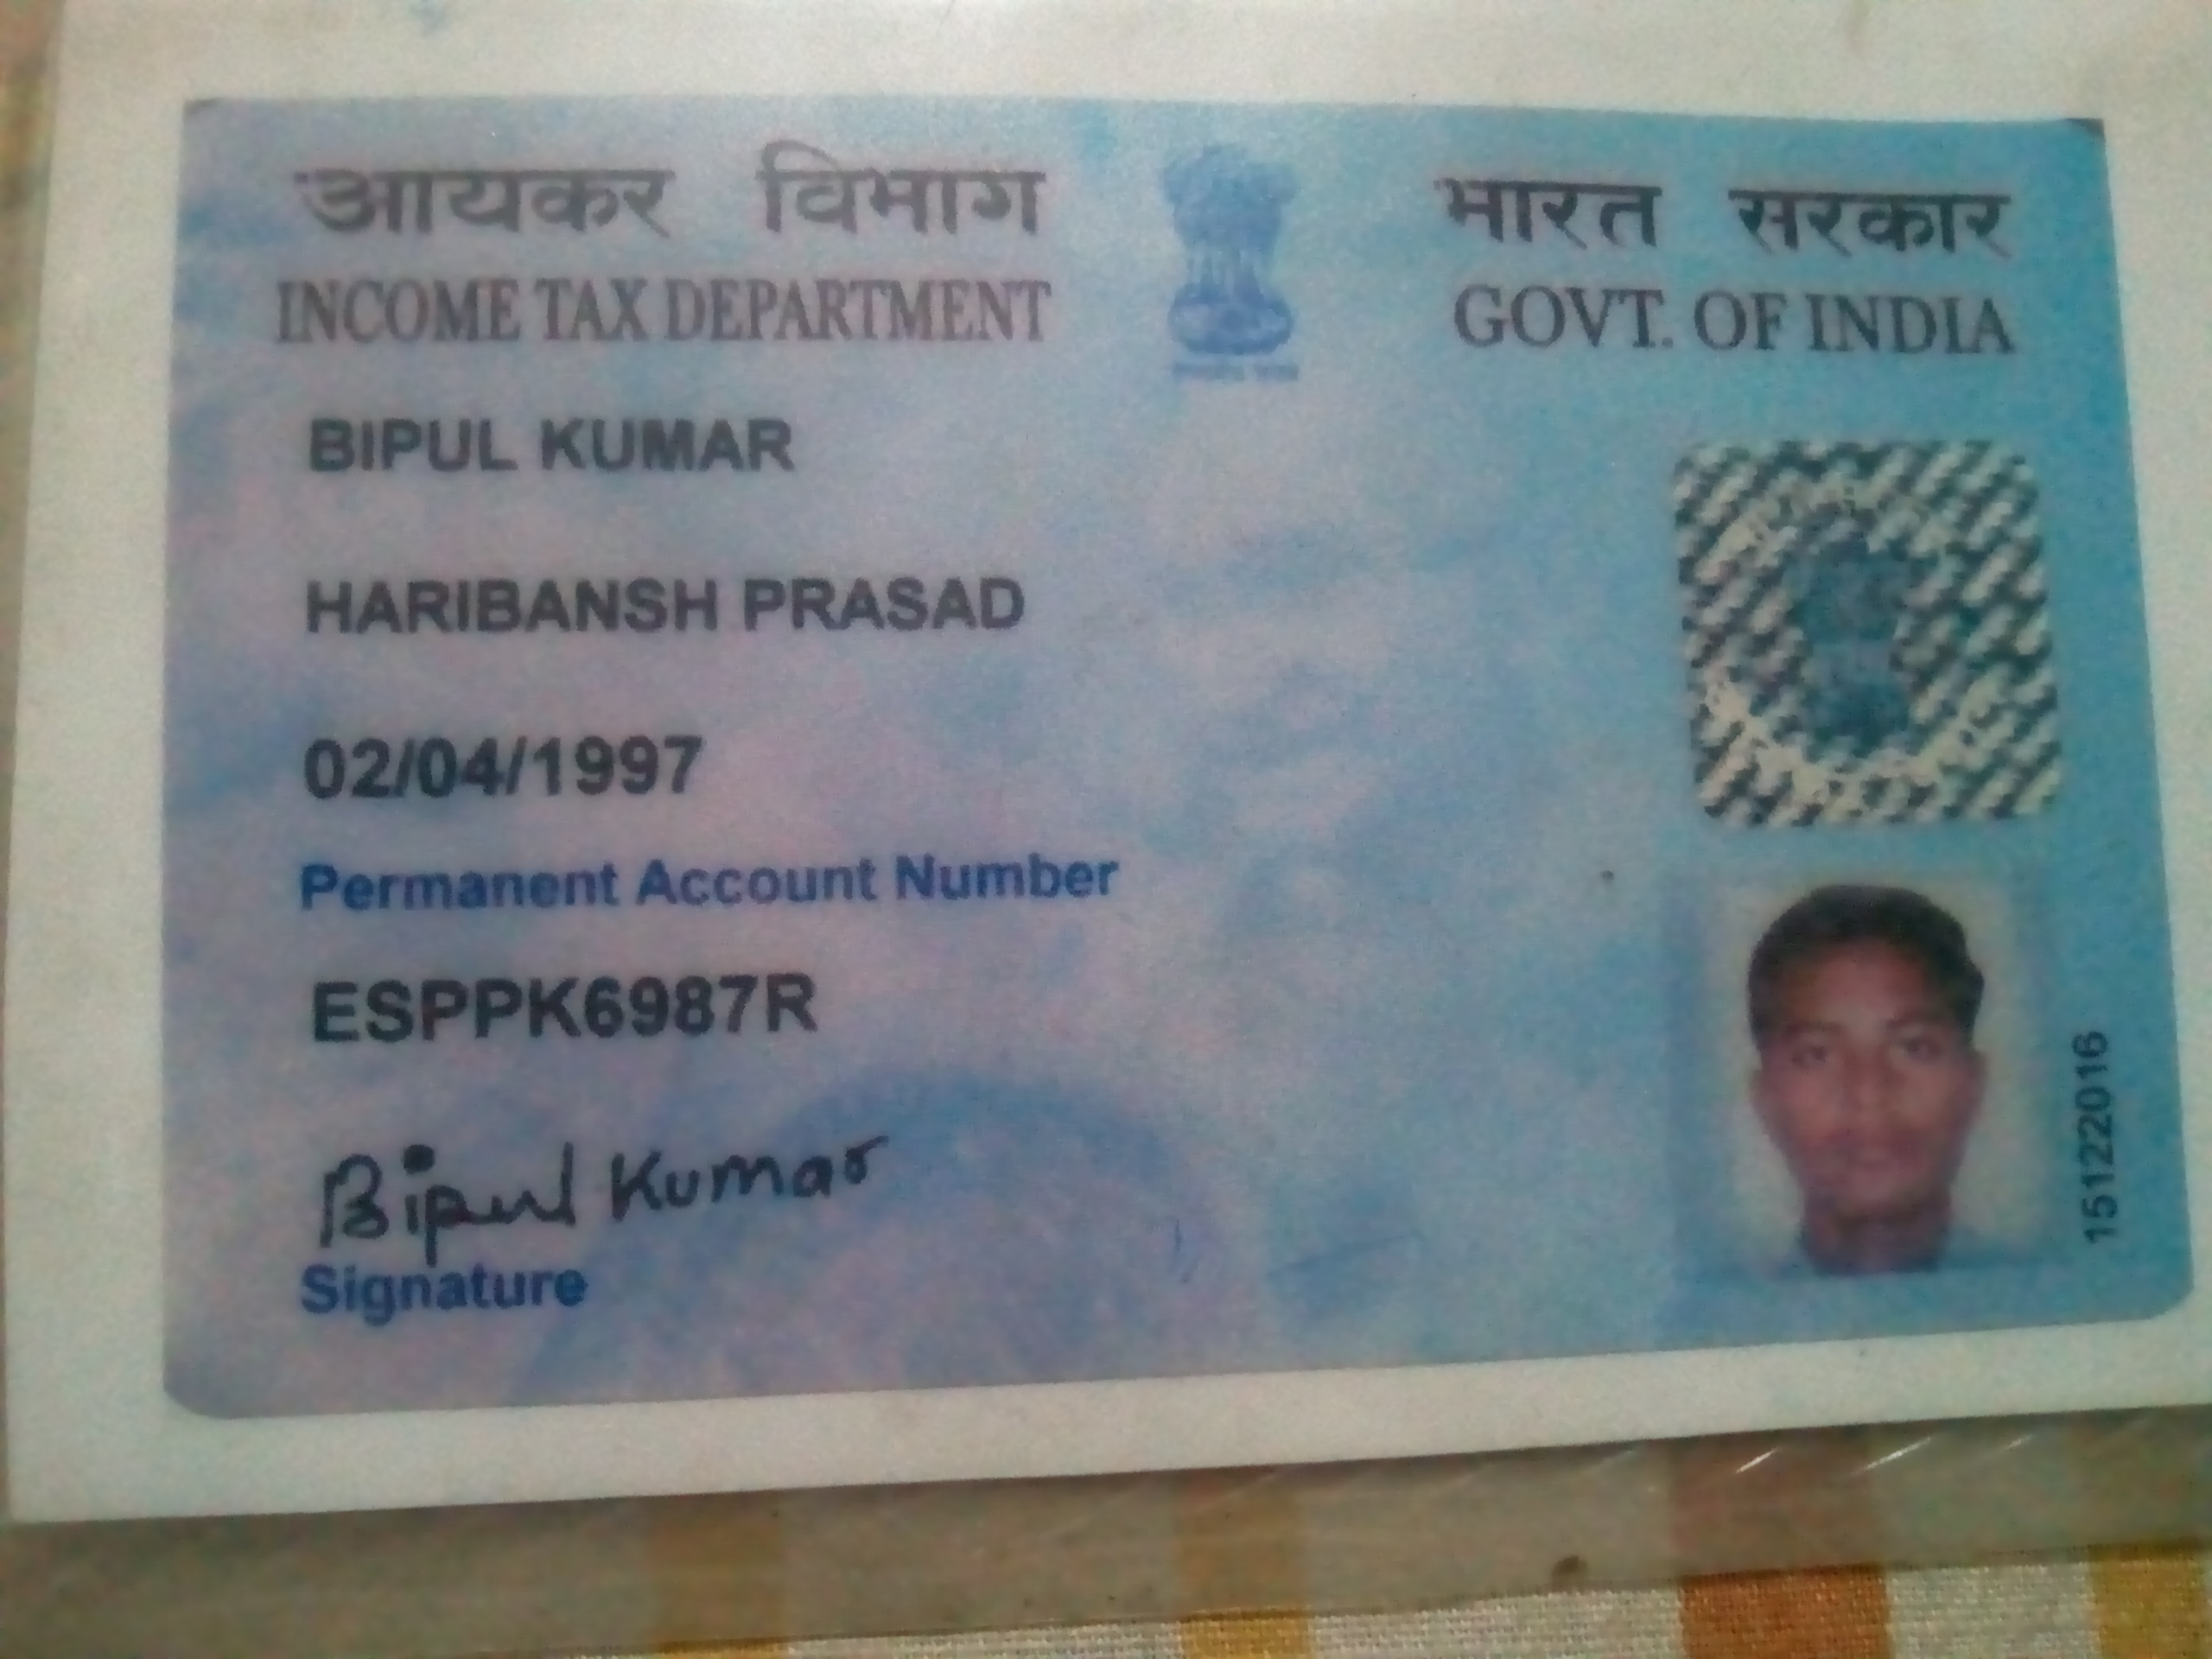 आयकर विभाग
INCOME TAX DEPARTMENT
भारत सरकार
GOVT. OF INDIA
BIPUL KUMAR
HARIBANSH PRASAD
02/04/1997
Permanent Account Number
ESPPK6987R
Bipul Kumar
Signature
15122016